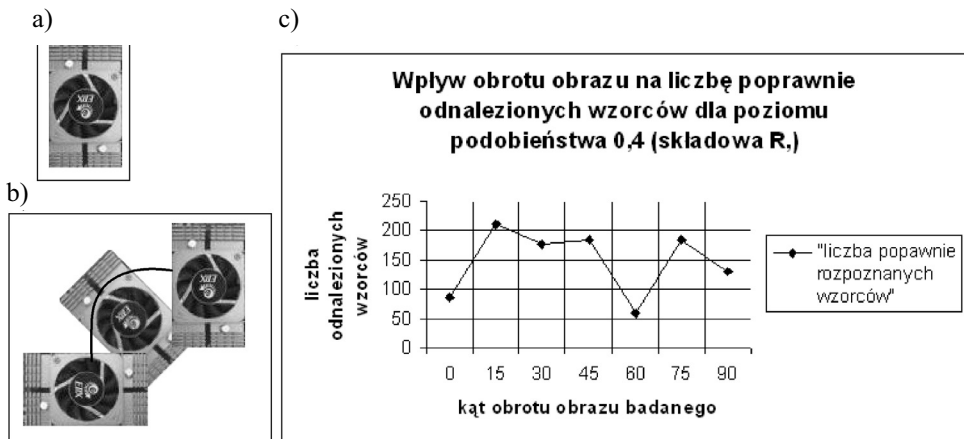 a)
b)
c)
Wpływ obrotu obrazu na liczbę poprawnie
odnalezionych wzorców dla poziomu
podobieństwa 0,4 (składowa R,)
liczba
odnalezionych
wzorców
250
200
150
100
50
0
0 15 30 45 60 75 90
kąt obrotu obrazu badanego
"liczba popawnie
rozpoznanych
wzorców"